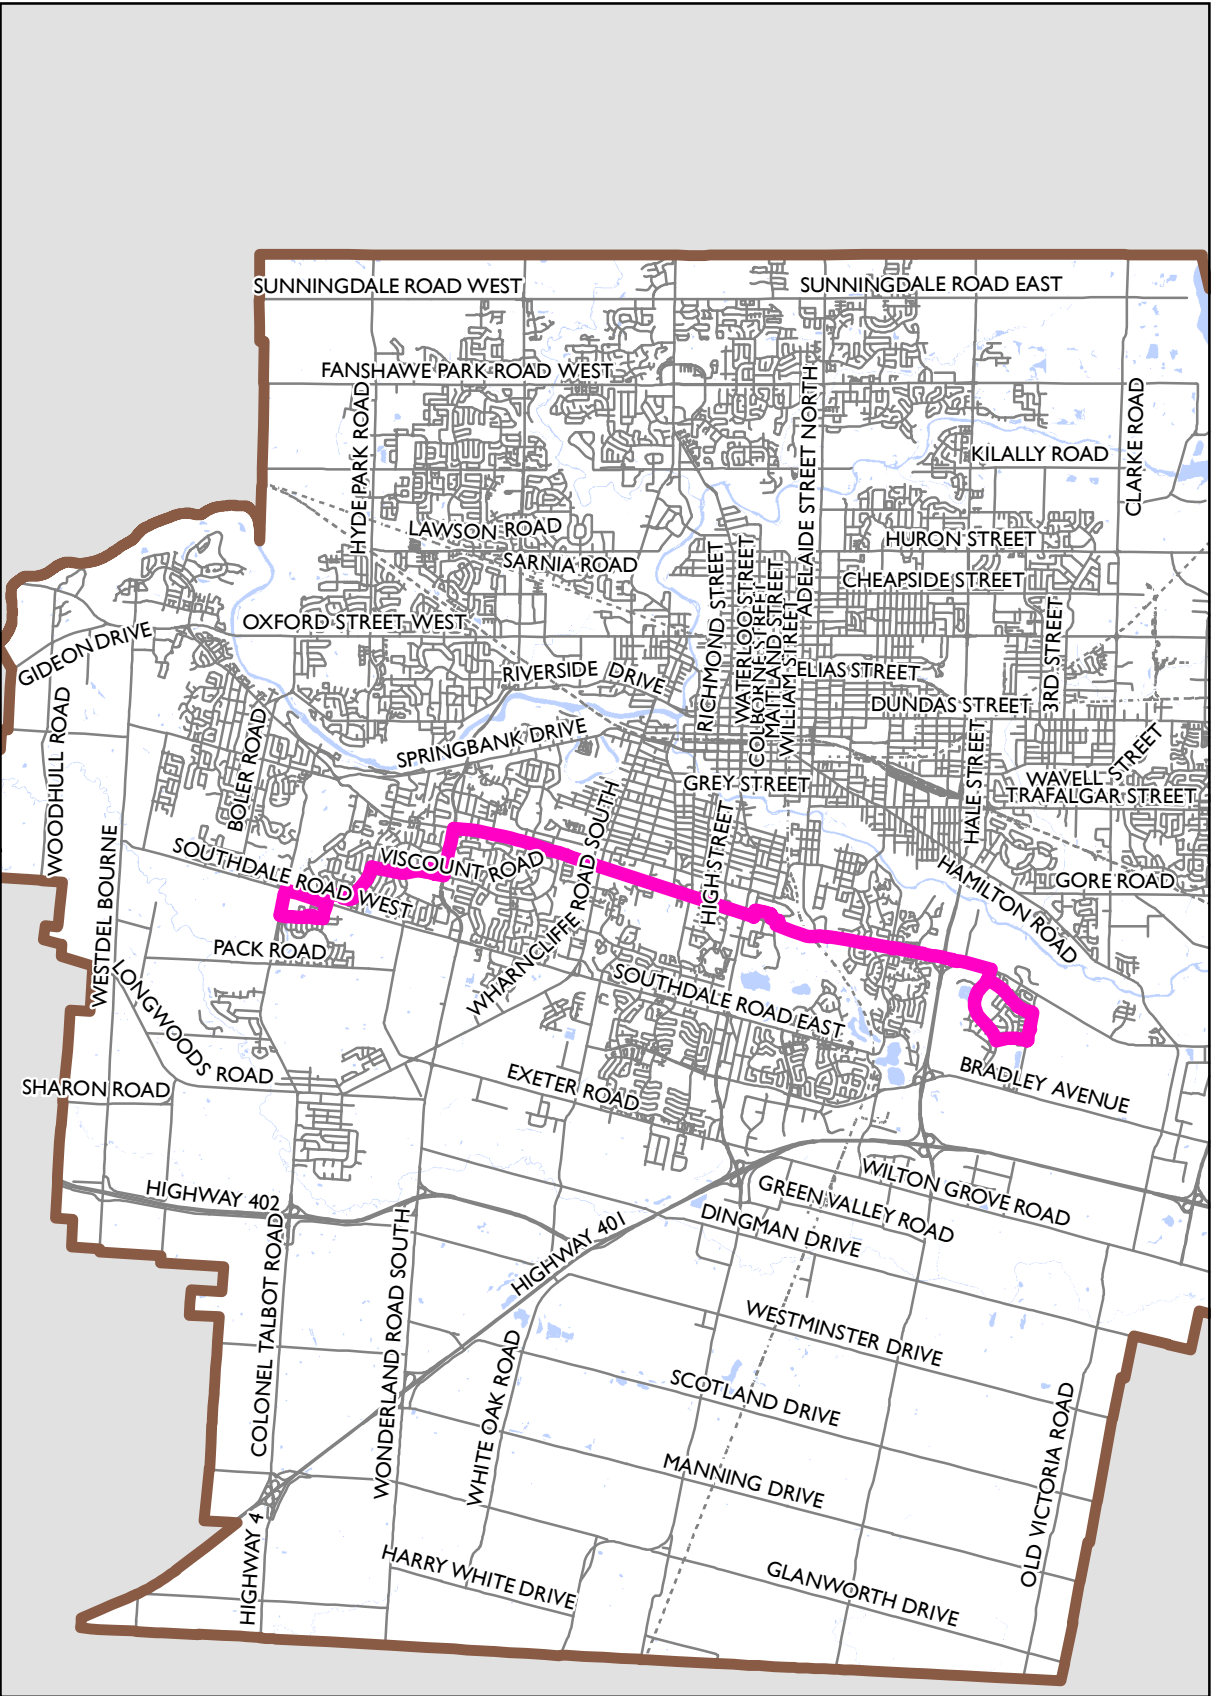 SUNNINGDALE ROAD WEST
SUNNINGDALE ROAD EAST
FANSHAWE PARK ROAD WEST
HYDE PARK ROAD
ADELAIDE STREET NORTH
CLARKE ROAD
KILALLY ROAD
LAWSON ROAD
SARNIA ROAD
HURON STREET
CHEAPSIDE STREET
RICHMOND STREET
WATERLOO STREET
COLBORNE STREET
MAITLAND STREET
WILLIAM STREET
OXFORD STREET WEST
GIDEON DRIVE
RIVERSIDE DRIVE
ELIAS STREET
3RD STREET
DUNDAS STREET
WOODHULL ROAD
BOLER ROAD
SPRINGBANK DRIVE
GREY STREET
HALE STREET
WAVELL STREET
TRAFALGAR STREET
WESTDEL BOURNE
SOUTHDALE ROAD WEST
VISCOUNT ROAD
WHARNCLIFFE ROAD SOUTH
HIGH STREET
HAMILTON ROAD
GORE ROAD
PACK ROAD
LONGWOODS ROAD
SOUTHDALE ROAD EAST
SHARON ROAD
EXETER ROAD
BRADLEY AVENUE
HIGHWAY 402
WILTON GROVE ROAD
GREEN VALLEY ROAD
DINGMAN DRIVE
HIGHWAY 401
COLONEL TALBOT ROAD
WONDERLAND ROAD SOUTH
WHITE OAK ROAD
WESTMINSTER DRIVE
SCOTLAND DRIVE
OLD VICTORIA ROAD
MANNING DRIVE
HIGHWAY 4
HARRY WHITE DRIVE
GLANWORTH DRIVE